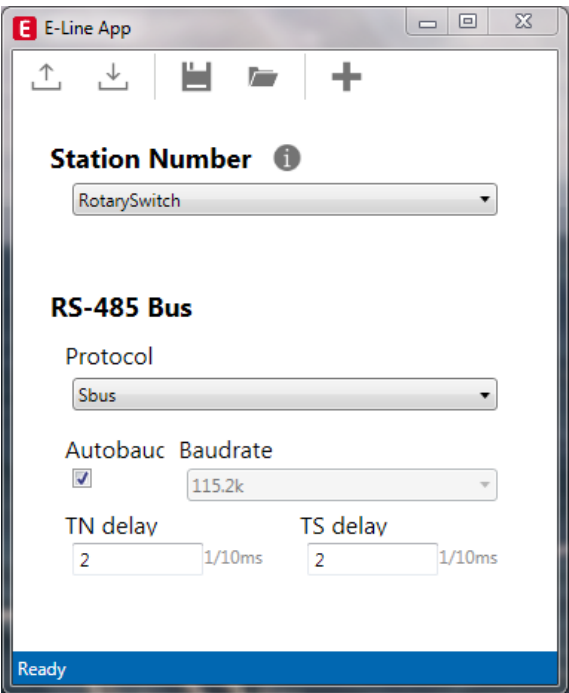 E E-Line App
Station Number i
RotarySwitch
RS-485 Bus
Protocol
Sbus
Autobauc Baudrate
115.2k
TN delay TS delay
2 1/10ms 2 1/10ms
Ready